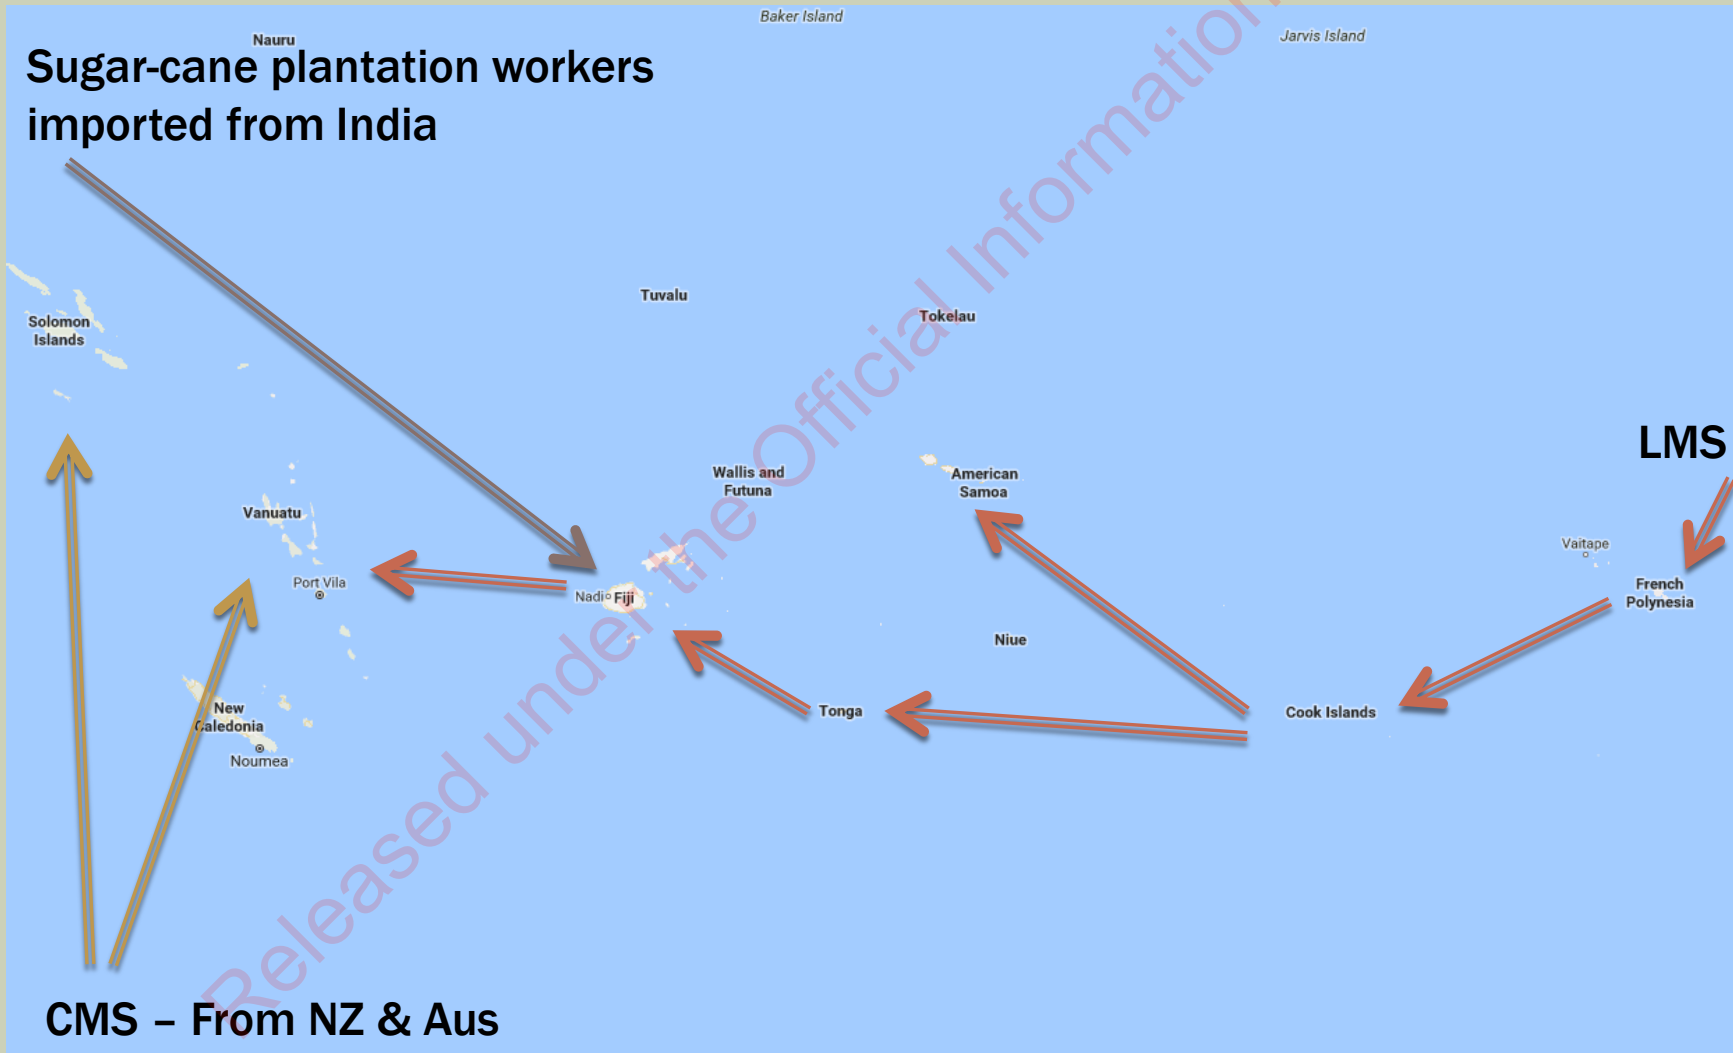 Baker Island
Jarvis Island
Nauru
Sugar-cane plantation workers
imported from India
Tuvalu
Tokelau
Solomon
Islands
LMS
Wallis and
Futuna
American
Samoa
Vanuatu
Vaitape
Port Vila
Nadi
Fiji
French
Polynesia
Niue
New
Caledonia
Tonga
Cook Islands
Noumea
CMS – From NZ & Aus
Released under the Official Information